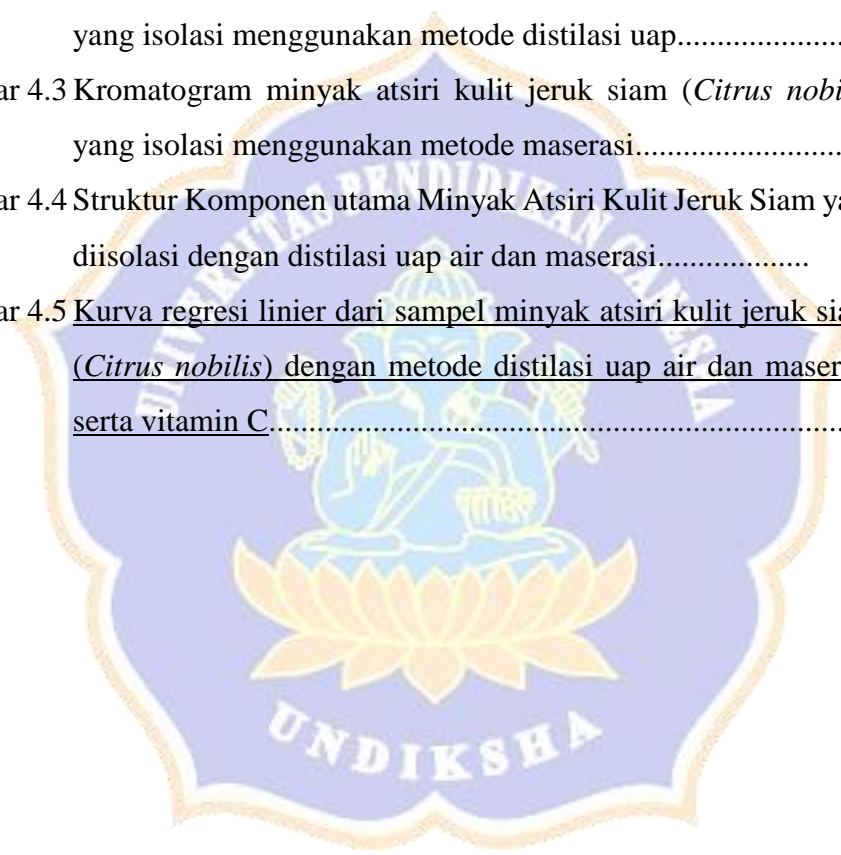 yang isolasi menggunakan metode distilasi uap.....................
ar 4.3 Kromatogram minyak atsiri kulit jeruk siam (Citrus nobi
yang isolasi menggunakan metode maserasi..........................
ar 4.4 Struktur Komponen utama Minyak Atsiri Kulit Jeruk Siam ya
diisolasi dengan distilasi uap air dan maserasi...................
ar 4.5 Kurva regresi linier dari sampel minyak atsiri kulit jeruk sia
(Citrus nobilis) dengan metode distilasi uap air dan maser
serta vitamin C........................................................................
UNIVERSITAS PENDIDIKAN GANESHA
UNDIKSHA